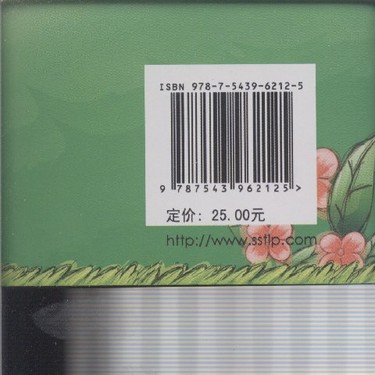 ISBN 978-7-5439-6212-5
9 787543 962125 >
定价：25.00元
http://www.sstlp.com